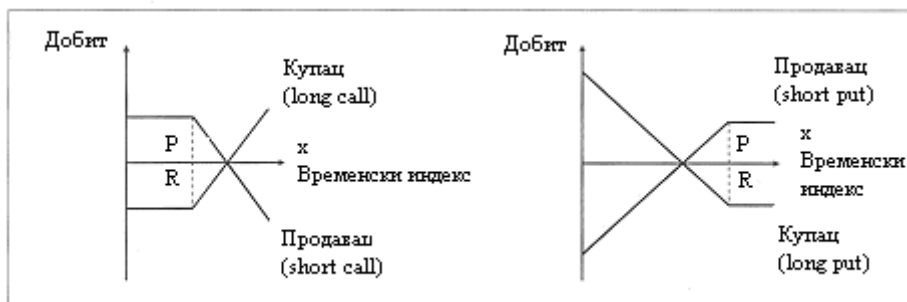 Добит
Купац
(long call)
P
R
x
Временски индекс
Продавац
(short call)
Добит
Продавац
(short put)
x
P
Временски
R
индекс
Купац
(long put)